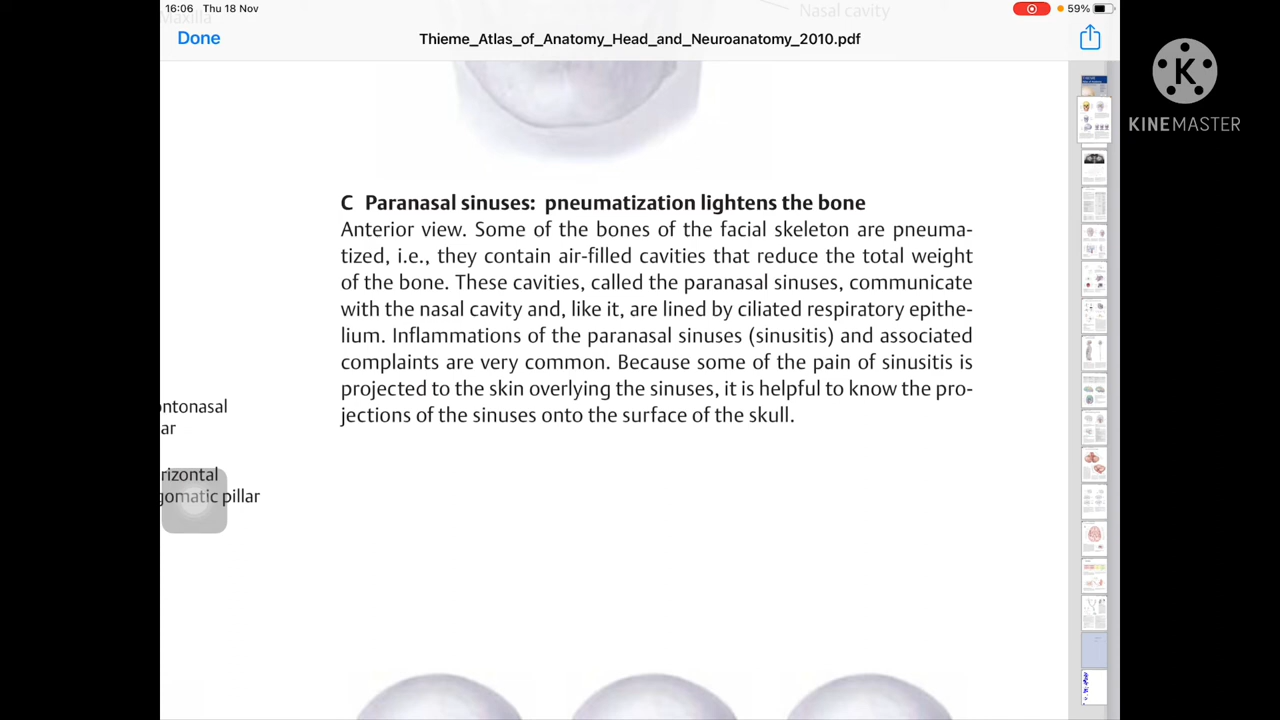 16:06 Thu 18 Nov
59%
Maxilla
Nasal cavity
Done
Thieme_Atlas_of_Anatomy_Head_and_Neuroanatomy_2010.pdf
K
KINEMASTER
C Paranasal sinuses: pneumatization lightens the bone
Anterior view. Some of the bones of the facial skeleton are pneuma-
tized, i.e., they contain air-filled cavities that reduce the total weight
of the bone. These cavities, called the paranasal sinuses, communicate
with the nasal cavity and, like it, are lined by ciliated respiratory epithe-
lium. Inflammations of the paranasal sinuses (sinusitis) and associated
complaints are very common. Because some of the pain of sinusitis is
projected to the skin overlying the sinuses, it is helpful to know the pro-
jections of the sinuses onto the surface of the skull.
ontonasal
ar
rizontal
gomatic pillar